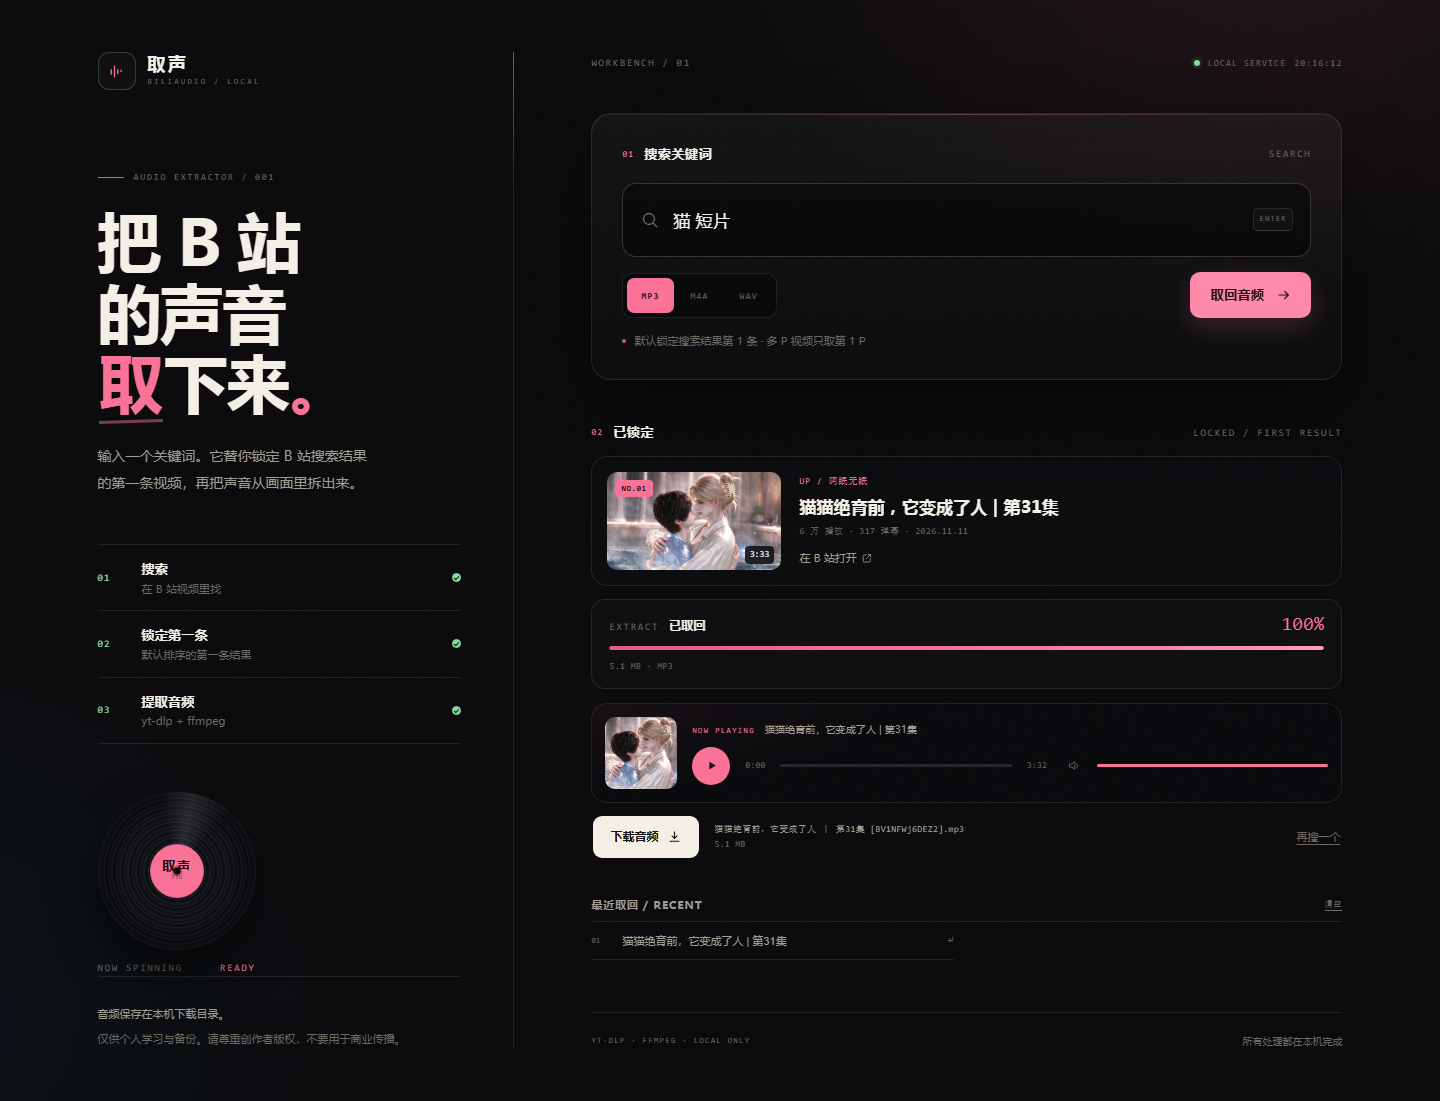 取声
BILIAUDIO / LOCAL
AUDIO EXTRACTOR / 001
把 B 站
的声音
取下来。
输入一个关键词。它替你锁定 B 站搜索结果
的第一条视频，再把声音从画面里拆出来。
01 搜索
在 B 站视频里找
02 锁定第一条
默认排序的第一条结果
03 提取音频
yt-dlp + ffmpeg
取声
NOW SPINNING READY
音频保存在本机下载目录。
仅供个人学习与备份。请尊重创作者版权，不要用于商业传播。
WORKBENCH / 01
LOCAL SERVICE 20:16:12
01 搜索关键词
SEARCH
猫 短片
ENTER
MP3 M4A WAV
取回音频
默认锁定搜索结果第 1 条 · 多 P 视频只取第 1 P
02 已锁定
LOCKED / FIRST RESULT
NO.01
3:33
UP / 阿眠无眠
猫猫绝育前，它变成了人 | 第31集
6 万 播放 · 317 弹幕 · 2026.11.11
在 B 站打开
EXTRACT 已取回
100%
5.1 MB · MP3
NOW PLAYING 猫猫绝育前，它变成了人 | 第31集
0:00
3:32
下载音频
猫猫绝育前，它变成了人 ｜ 第31集 [BV1NFWj6DEZ2].mp3
5.1 MB
再搜一个
最近取回 / RECENT
清空
01 猫猫绝育前，它变成了人 | 第31集
YT-DLP · FFMPEG · LOCAL ONLY
所有处理都在本机完成